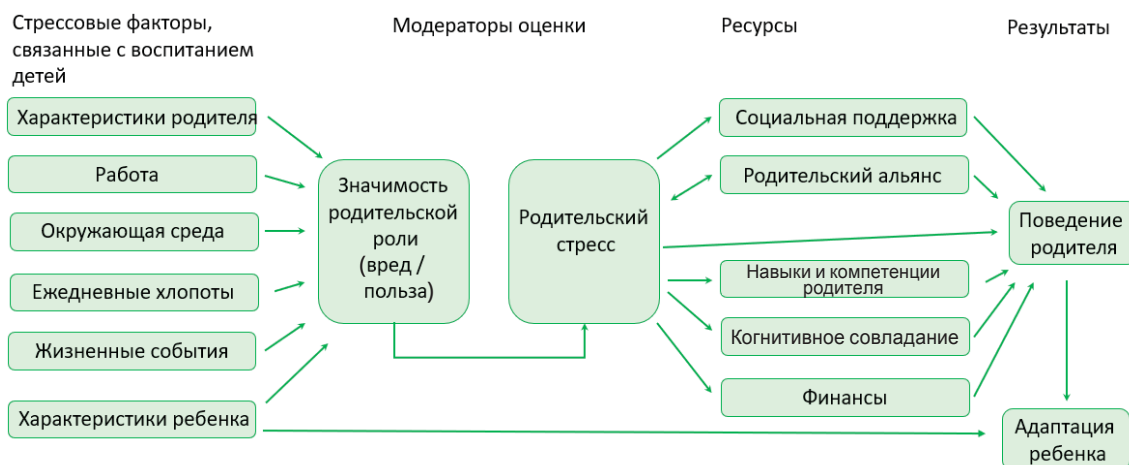 Стрессовые факторы,
связанные с воспитанием
детей
Модераторы оценки
Ресурсы
Результаты
Характеристики родителя
Работа
Окружающая среда
Ежедневные хлопоты
Жизненные события
Характеристики ребенка
Значимость
родительской
роли
(вред /
польза)
Родительский
стресс
Социальная поддержка
Родительский альянс
Навыки и компетенции
родителя
Когнитивное совладание
Финансы
Поведение
родителя
Адаптация
ребенка